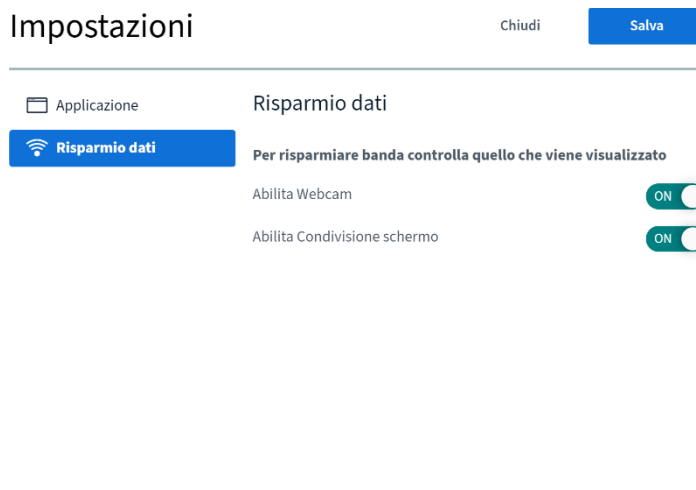 Impostazioni
Chiudi
Salva
Applicazione
Risparmio dati
Risparmio dati
Per risparmiare banda controlla quello che viene visualizzato
Abilita Webcam
ON
Abilita Condivisione schermo
ON